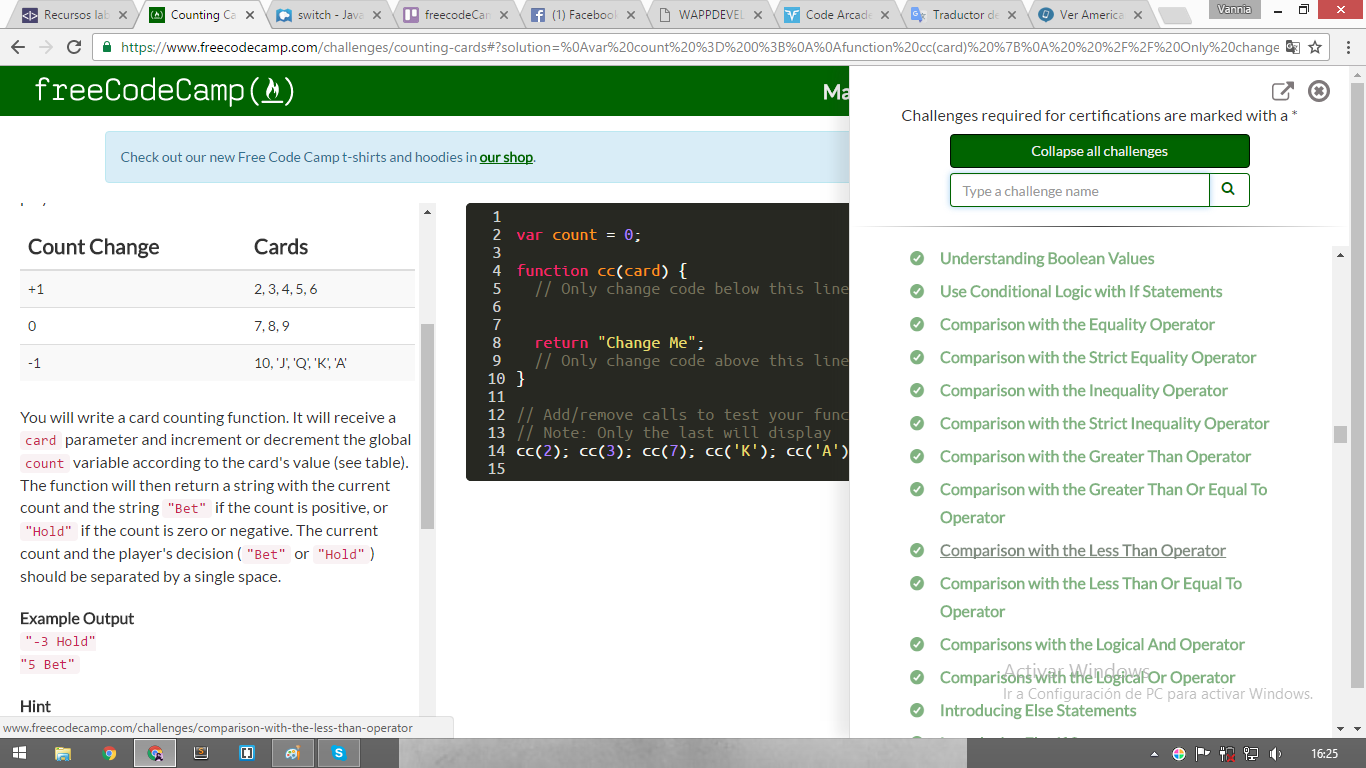 Recursos lab
Counting Ca
switch - Java
freecodeCam
(1) Facebook
WAPPDEVEL
Code Arcade
Traductor de
Ver America
Vannia
https://www.freecodecamp.com/challenges/counting-cards#?solution=%0Avar%20count%20%3D%200%3B%0A%0Afunction%20cc(card)%20%7B%0A%20%20%2F%2F%20Only%20change
freeCodeCamp
Ma
Check out our new Free Code Camp t-shirts and hoodies in our shop.
Count Change Cards
+1 2, 3, 4, 5, 6
0 7, 8, 9
-1 10, 'J', 'Q', 'K', 'A'
You will write a card counting function. It will receive a
card parameter and increment or decrement the global
count variable according to the card's value (see table).
The function will then return a string with the current
count and the string "Bet" if the count is positive, or
"Hold" if the count is zero or negative. The current
count and the player's decision ( "Bet" or "Hold" )
should be separated by a single space.
Example Output
"-3 Hold"
"5 Bet"
Hint
www.freecodecamp.com/challenges/comparison-with-the-less-than-operator
1
2 var count = 0;
3
4 function cc(card) {
5 // Only change code below this line
6
7
8 return "Change Me";
9 // Only change code above this line
10 }
11
12 // Add/remove calls to test your func
13 // Note: Only the last will display
14 cc(2); cc(3); cc(7); cc('K'); cc('A')
15
Challenges required for certifications are marked with a *
Collapse all challenges
Type a challenge name
Understanding Boolean Values
Use Conditional Logic with If Statements
Comparison with the Equality Operator
Comparison with the Strict Equality Operator
Comparison with the Inequality Operator
Comparison with the Strict Inequality Operator
Comparison with the Greater Than Operator
Comparison with the Greater Than Or Equal To
Operator
Comparison with the Less Than Operator
Comparison with the Less Than Or Equal To
Operator
Comparisons with the Logical And Operator
Comparisons with the Logical Or Operator
Introducing Else Statements
Activar Windows
Ir a Configuración de PC para activar Windows.
16:25